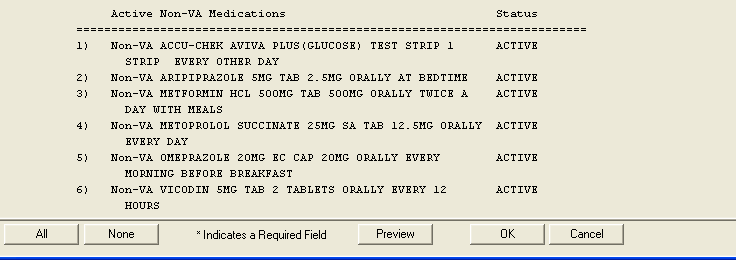 Active Non-VA Medications Status
==========================================================================
1) Non-VA ACCU-CHEK AVIVA PLUS(GLUCOSE) TEST STRIP 1 ACTIVE
STRIP EVERY OTHER DAY
2) Non-VA ARIPIPRAZOLE 5MG TAB 2.5MG ORALLY AT BEDTIME ACTIVE
3) Non-VA METFORMIN HCL 500MG TAB 500MG ORALLY TWICE A ACTIVE
DAY WITH MEALS
4) Non-VA METOPROLOL SUCCINATE 25MG SA TAB 12.5MG ORALLY ACTIVE
EVERY DAY
5) Non-VA OMEPRAZOLE 20MG EC CAP 20MG ORALLY EVERY ACTIVE
MORNING BEFORE BREAKFAST
6) Non-VA VICODIN 5MG TAB 2 TABLETS ORALLY EVERY 12 ACTIVE
HOURS
All None * Indicates a Required Field Preview OK Cancel